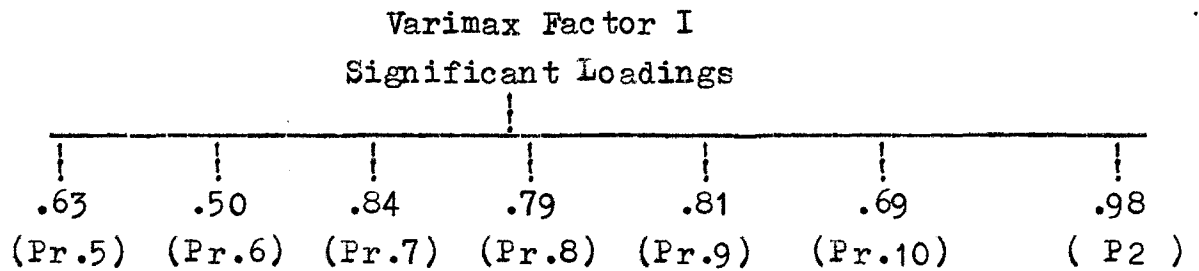 Varimax Factor I
Significant Loadings
.63 .50 .84 .79 .81 .69 .98
(Pr.5) (Pr.6) (Pr.7) (Pr.8) (Pr.9) (Pr.10) ( P2 )